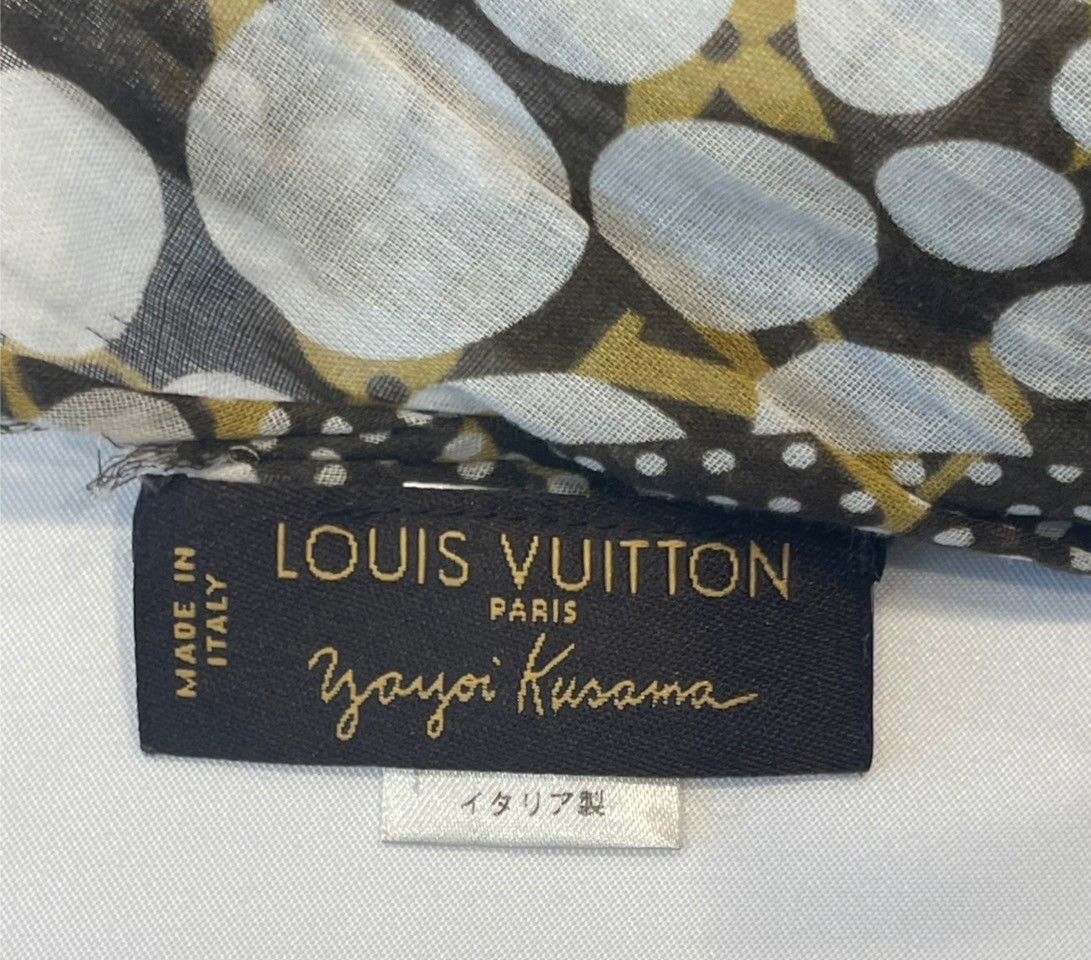 MADE IN
ITALY
LOUIS VUITTON
PARIS
Yayoi Kusama
イタリア製